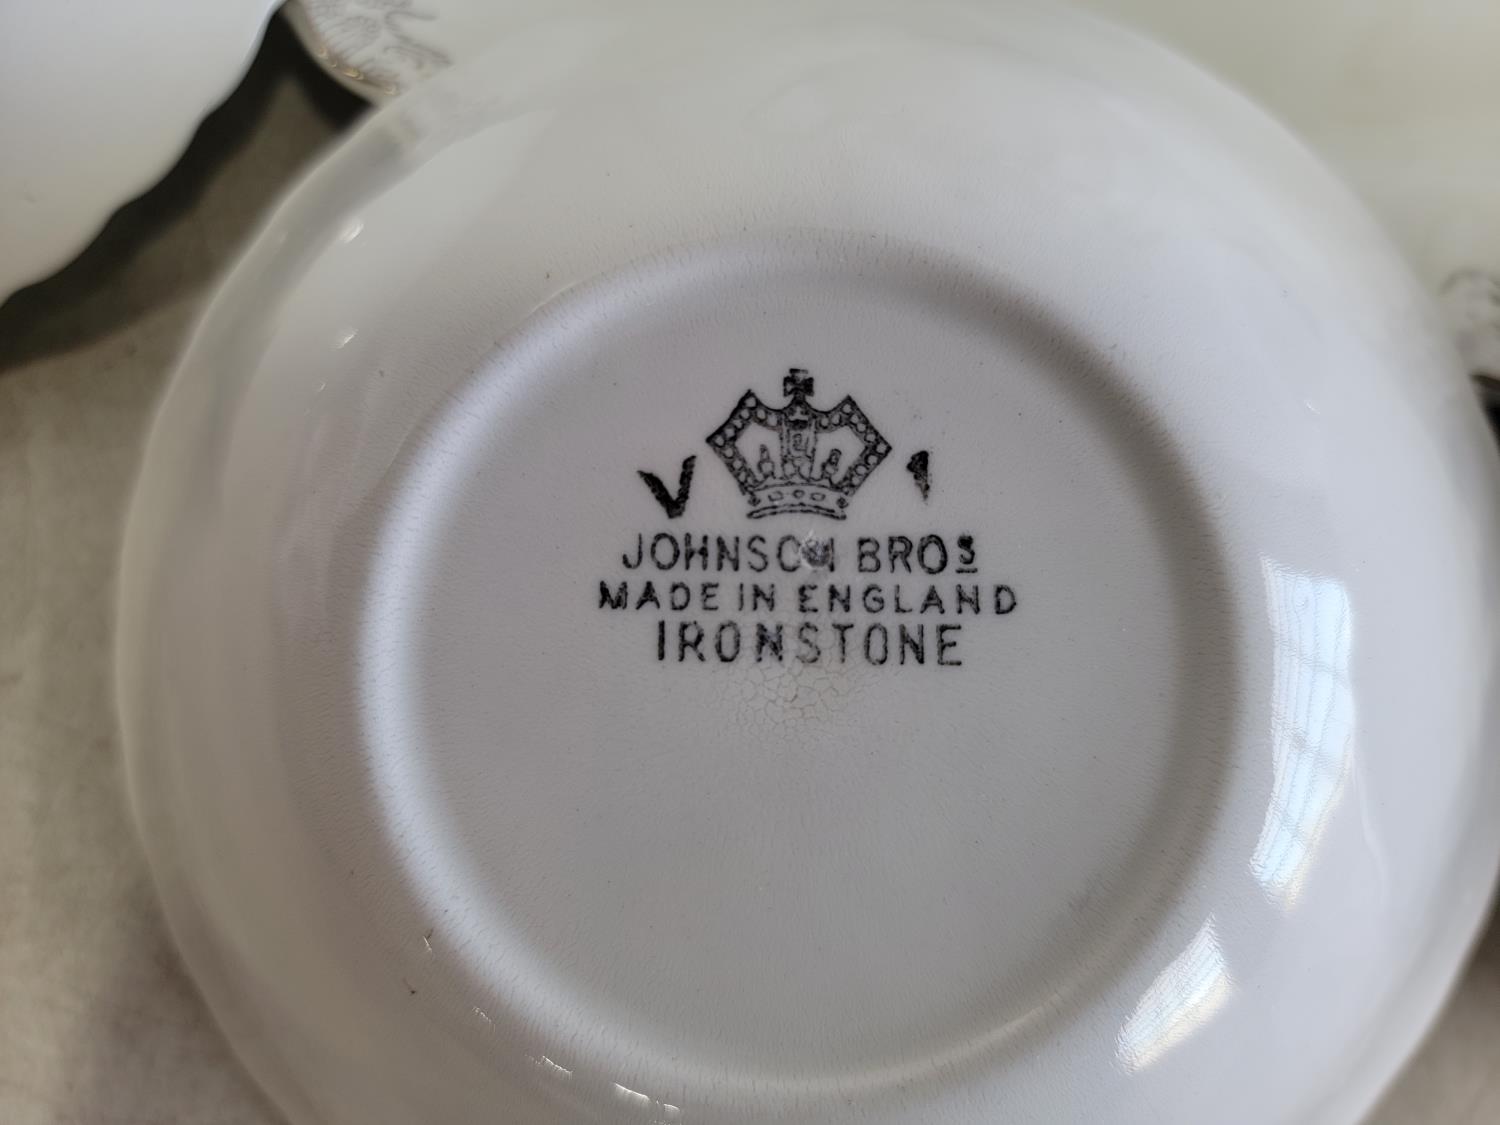 V 1
JOHNSON BROS
MADE IN ENGLAND
IRONSTONE